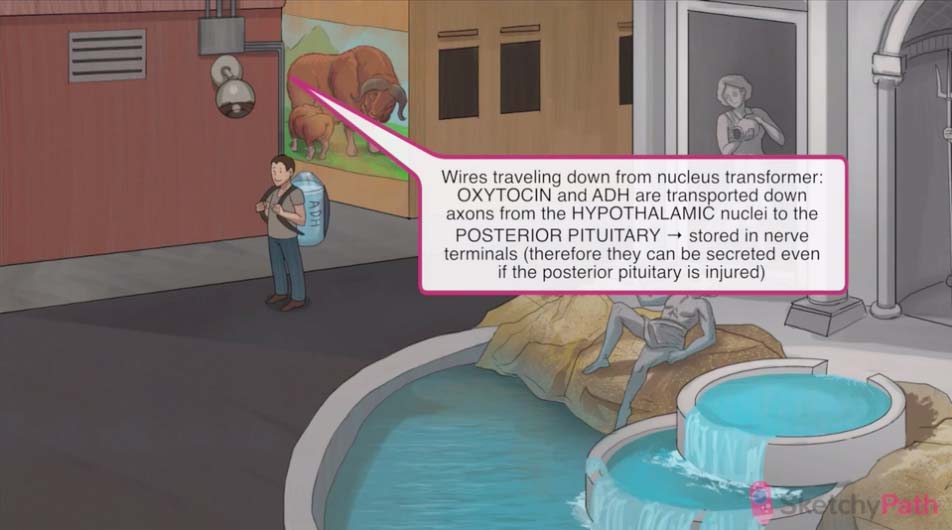 Wires traveling down from nucleus transformer:
OXYTOCIN and ADH are transported down
axons from the HYPOTHALAMIC nuclei to the
POSTERIOR PITUITARY → stored in nerve
terminals (therefore they can be secreted even
if the posterior pituitary is injured)
ADH
SketchyPath